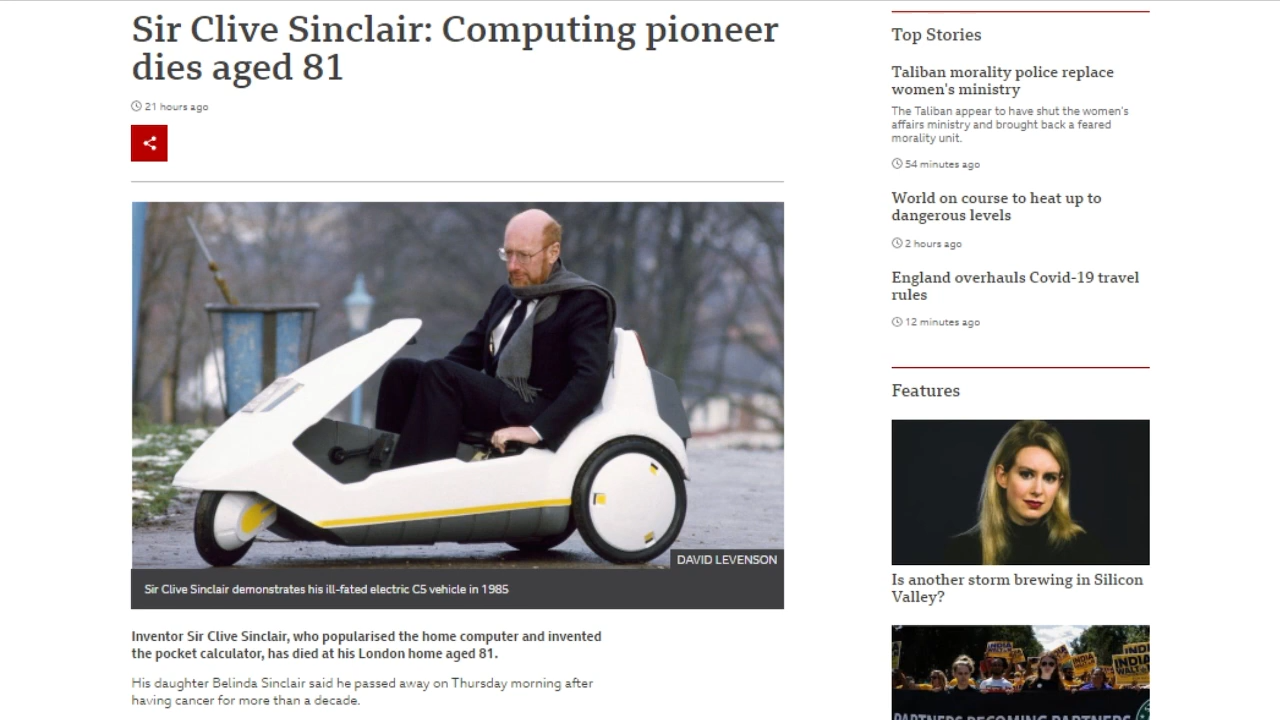 Sir Clive Sinclair: Computing pioneer
dies aged 81
21 hours ago
DAVID LEVENSON
Sir Clive Sinclair demonstrates his ill-fated electric C5 vehicle in 1985
Inventor Sir Clive Sinclair, who popularised the home computer and invented
the pocket calculator, has died at his London home aged 81.
His daughter Belinda Sinclair said he passed away on Thursday morning after
having cancer for more than a decade.
Top Stories
Taliban morality police replace
women's ministry
The Taliban appear to have shut the women's
affairs ministry and brought back a feared
morality unit.
54 minutes ago
World on course to heat up to
dangerous levels
2 hours ago
England overhauls Covid-19 travel
rules
12 minutes ago
Features
Is another storm brewing in Silicon
Valley?
INDIA
WALTON
PARTNERS BECOMING PARTNERS